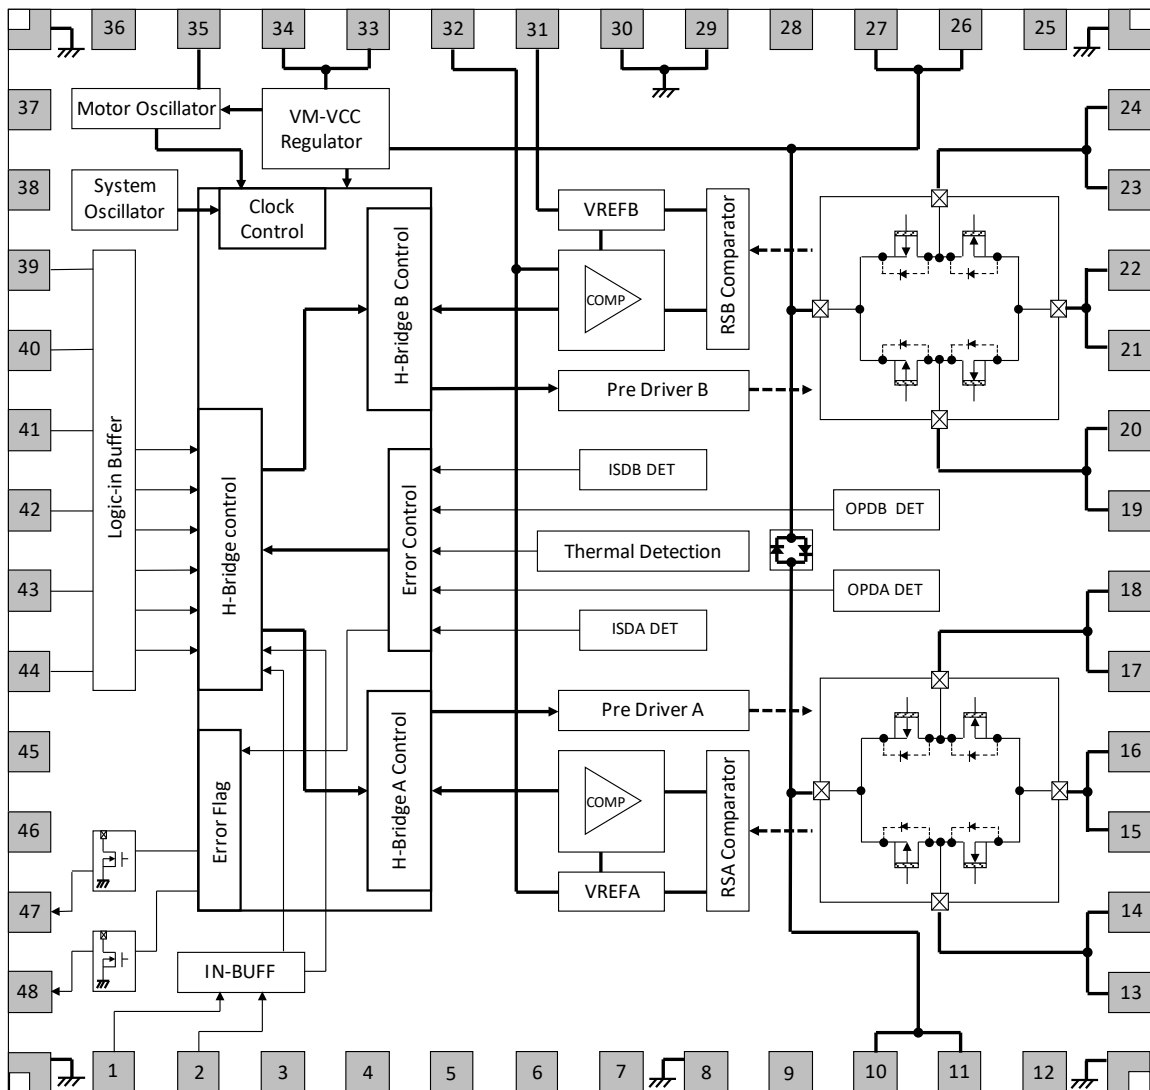 36
35
34
33
32
31
30
29
28
27
26
25
37
Motor Oscillator
VM-VCC
Regulator
24
38
System
Oscillator
Clock
Control
VREFB
23
39
H-Bridge B Control
COMP
RSB Comparator
22
40
21
Pre Driver B
41
Logic-in Buffer
H-Bridge control
20
ISDB DET
42
Error Control
OPDB DET
19
Thermal Detection
43
OPDA DET
18
ISDA DET
44
17
Pre Driver A
45
Error Flag
H-Bridge A Control
COMP
RSA Comparator
16
46
15
47
VREFA
14
48
IN-BUFF
13
1
2
3
4
5
6
7
8
9
10
11
12